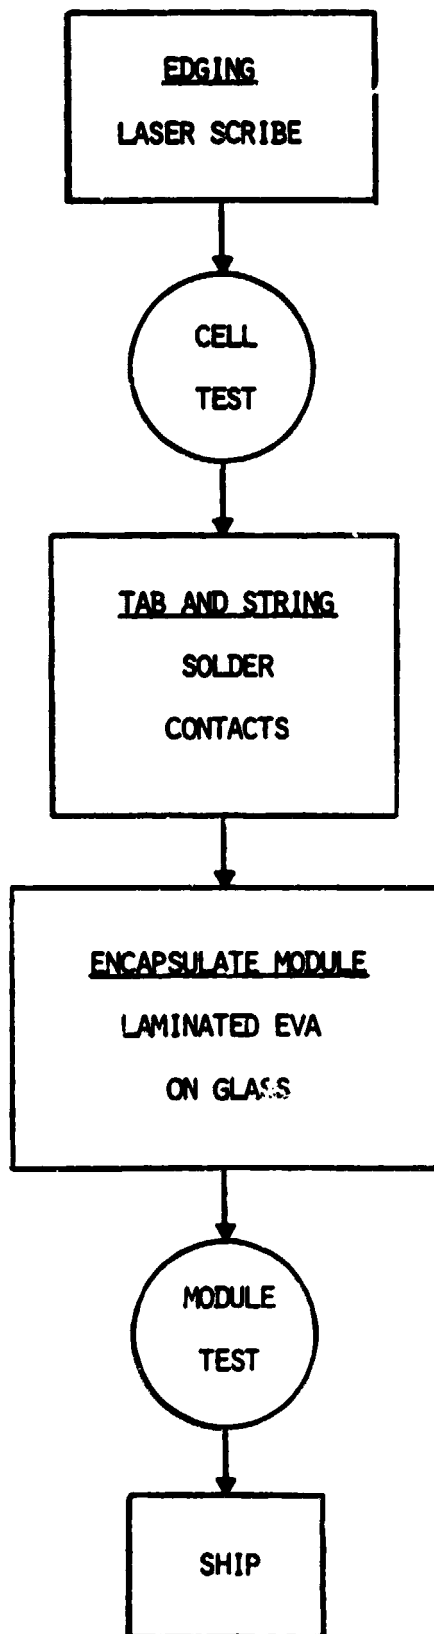 EDGING
LASER SCRIBE
CELL
TEST
TAB AND STRING
SOLDER
CONTACTS
ENCAPSULATE MODULE
LAMINATED EVA
ON GLASS
MODULE
TEST
SHIP